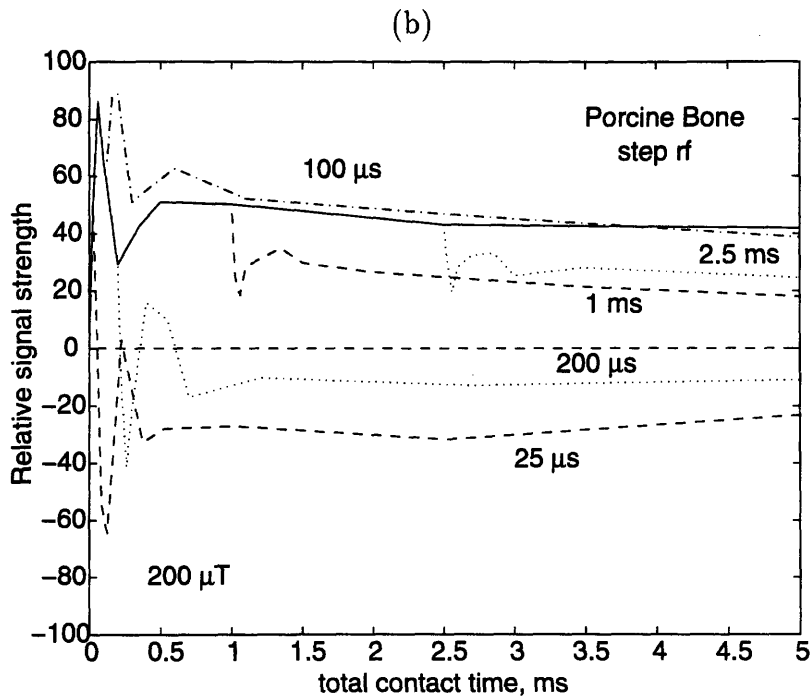 (b)
100
80
60
40
20
0
−20
−40
−60
−80
−100
Relative signal strength
Porcine Bone
step rf
100 μs
2.5 ms
1 ms
200 μs
25 μs
200 μT
0 0.5 1 1.5 2 2.5 3 3.5 4 4.5 5
total contact time, ms